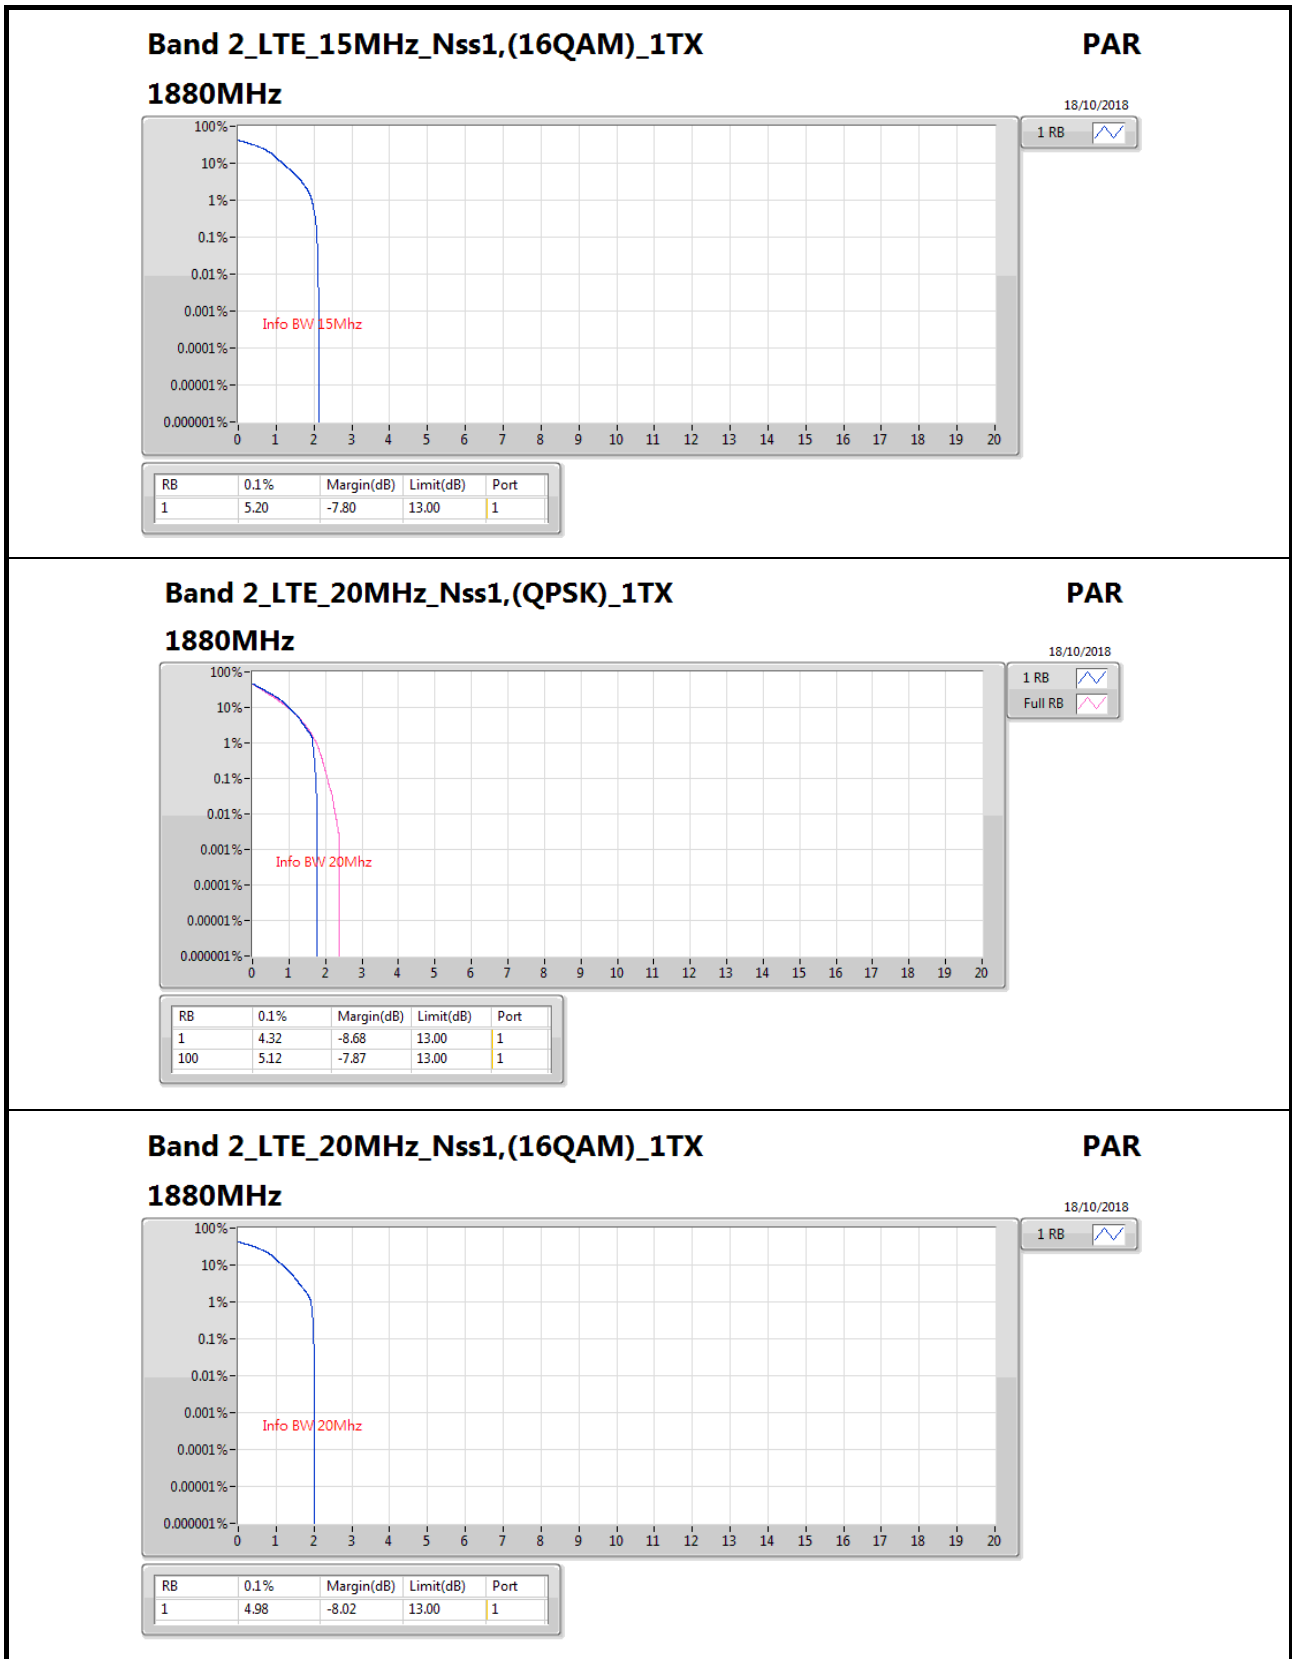 Band 2_LTE_15MHz_Nss1,(16QAM)_1TX PAR
1880MHz
18/10/2018
1 RB
100%
10%
1%
0.1%
0.01%
0.001%
Info BW 15Mhz
0.0001%
0.00001%
0.000001%
0 1 2 3 4 5 6 7 8 9 10 11 12 13 14 15 16 17 18 19 20
RB 0.1% Margin(dB) Limit(dB) Port
1 5.20 -7.80 13.00 1
Band 2_LTE_20MHz_Nss1,(QPSK)_1TX PAR
1880MHz
18/10/2018
1 RB
Full RB
100%
10%
1%
0.1%
0.01%
0.001%
Info BW 20Mhz
0.0001%
0.00001%
0.000001%
0 1 2 3 4 5 6 7 8 9 10 11 12 13 14 15 16 17 18 19 20
RB 0.1% Margin(dB) Limit(dB) Port
1 4.32 -8.68 13.00 1
100 5.12 -7.87 13.00 1
Band 2_LTE_20MHz_Nss1,(16QAM)_1TX PAR
1880MHz
18/10/2018
1 RB
100%
10%
1%
0.1%
0.01%
0.001%
Info BW 20Mhz
0.0001%
0.00001%
0.000001%
0 1 2 3 4 5 6 7 8 9 10 11 12 13 14 15 16 17 18 19 20
RB 0.1% Margin(dB) Limit(dB) Port
1 4.98 -8.02 13.00 1